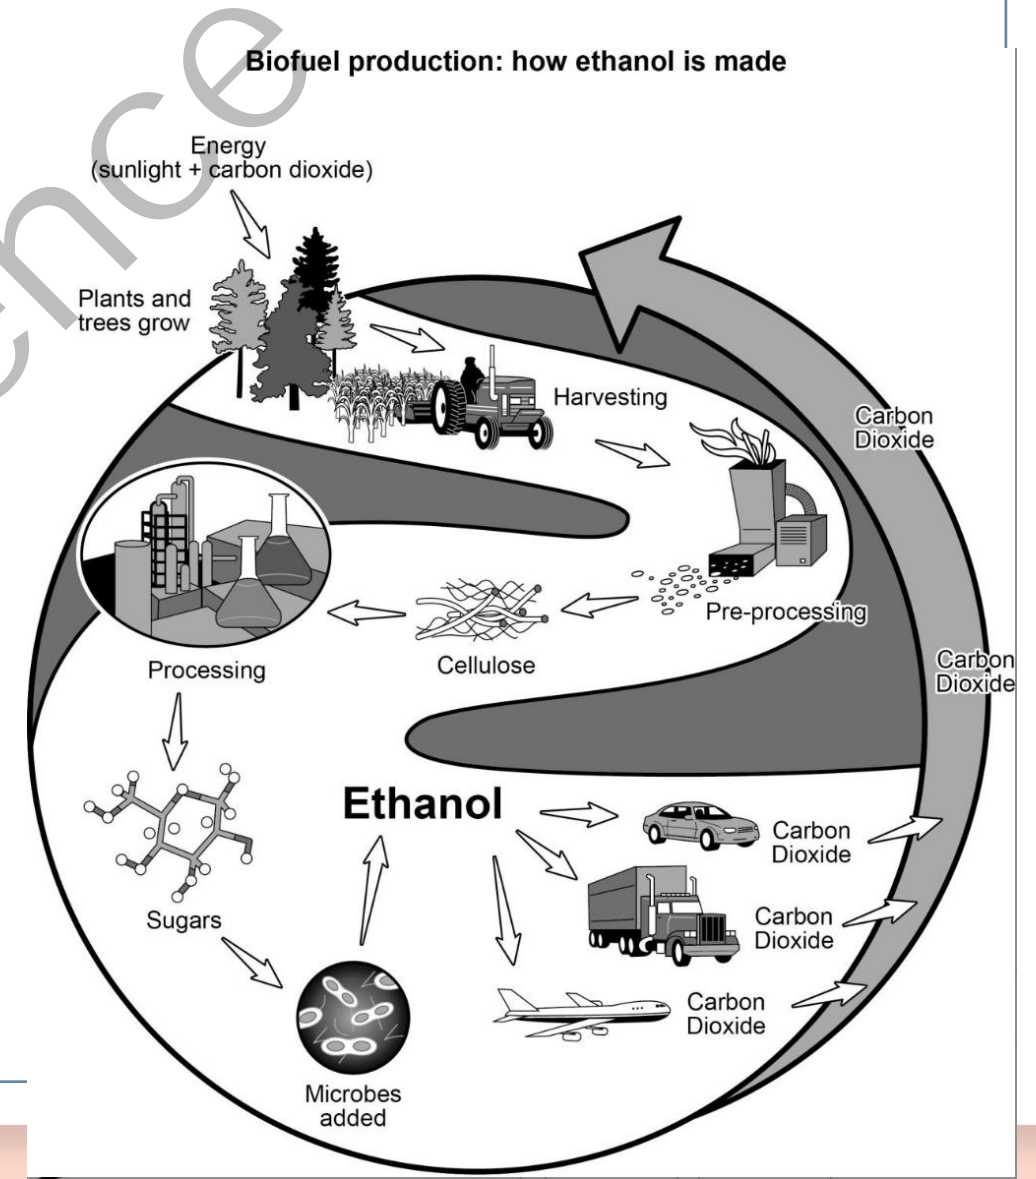 Biofuel production: how ethanol is made
ence
Energy
(sunlight + carbon dioxide)
Plants and
trees grow
Harvesting
Carbon
Dioxide
Pre-processing
Cellulose
Processing
Carbon
Dioxide
Ethanol
Carbon
Dioxide
Sugars
Carbon
Dioxide
Carbon
Dioxide
Microbes
added